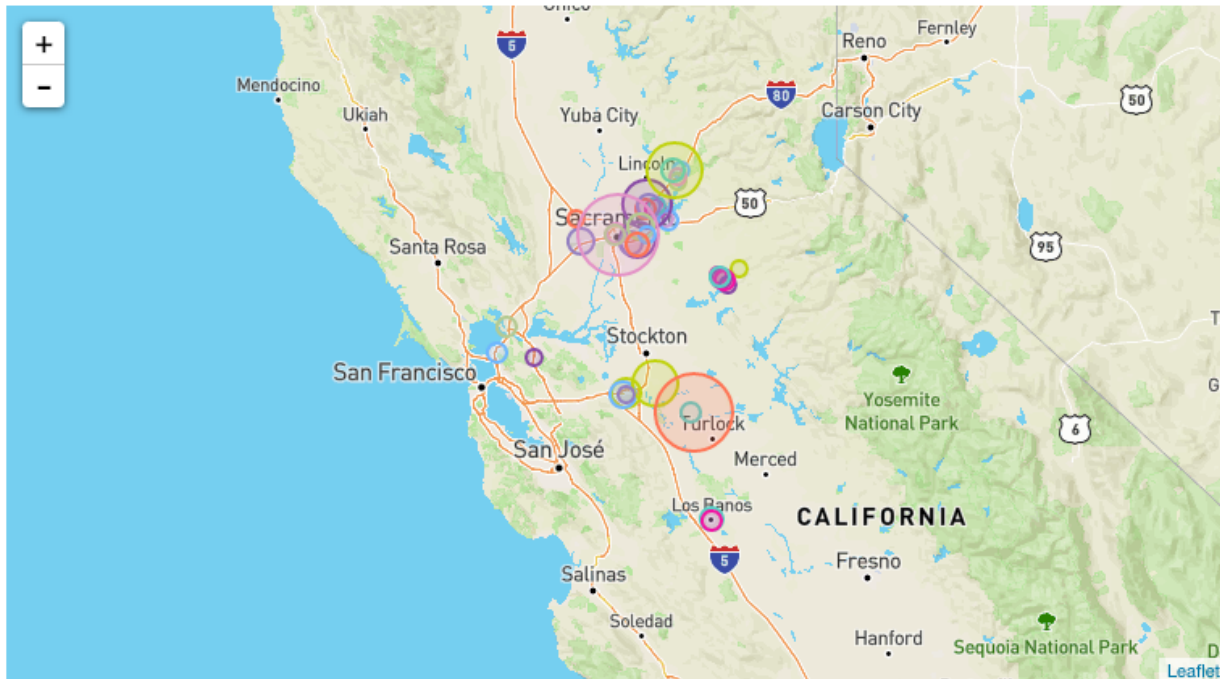 +
−
Chico
Fernley
5
Reno
Mendocino
80
50
Carson City
Ukiah
Yuba City
Lincoln
50
Santa Rosa
95
Stockton
San Francisco
Yosemite
National Park
6
Turlock
San José
Merced
Los Banos
CALIFORNIA
5
Fresno
Salinas
Soledad
Hanford
Sequoia National Park
Leaflet